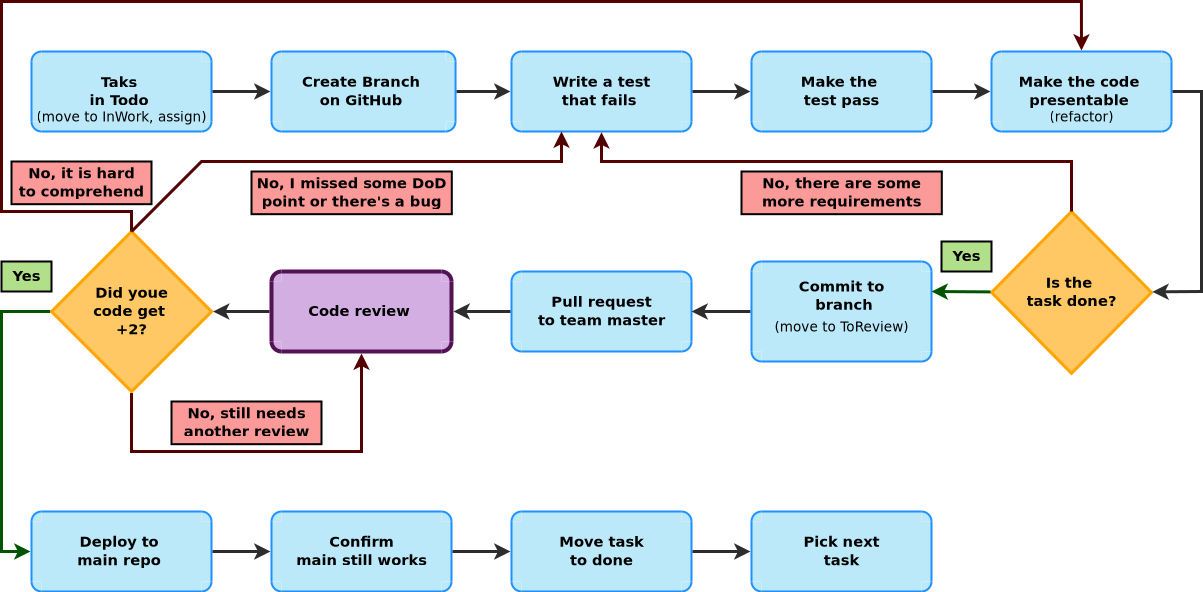 Taks
in Todo
(move to InWork, assign)
Create Branch
on GitHub
Write a test
that fails
Make the
test pass
Make the code
presentable
(refactor)
No, it is hard
to comprehend
No, I missed some DoD
point or there's a bug
No, there are some
more requirements
Yes
Did youe
code get
+2?
Code review
Pull request
to team master
Commit to
branch
(move to ToReview)
Yes
Is the
task done?
No, still needs
another review
Deploy to
main repo
Confirm
main still works
Move task
to done
Pick next
task